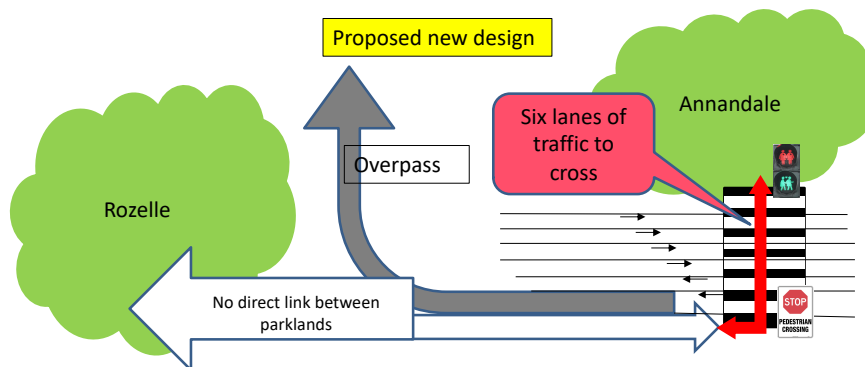 Proposed new design
Annandale
Six lanes of
traffic to
cross
Overpass
Rozelle
No direct link between
parklands
STOP
PEDESTRIAN
CROSSING